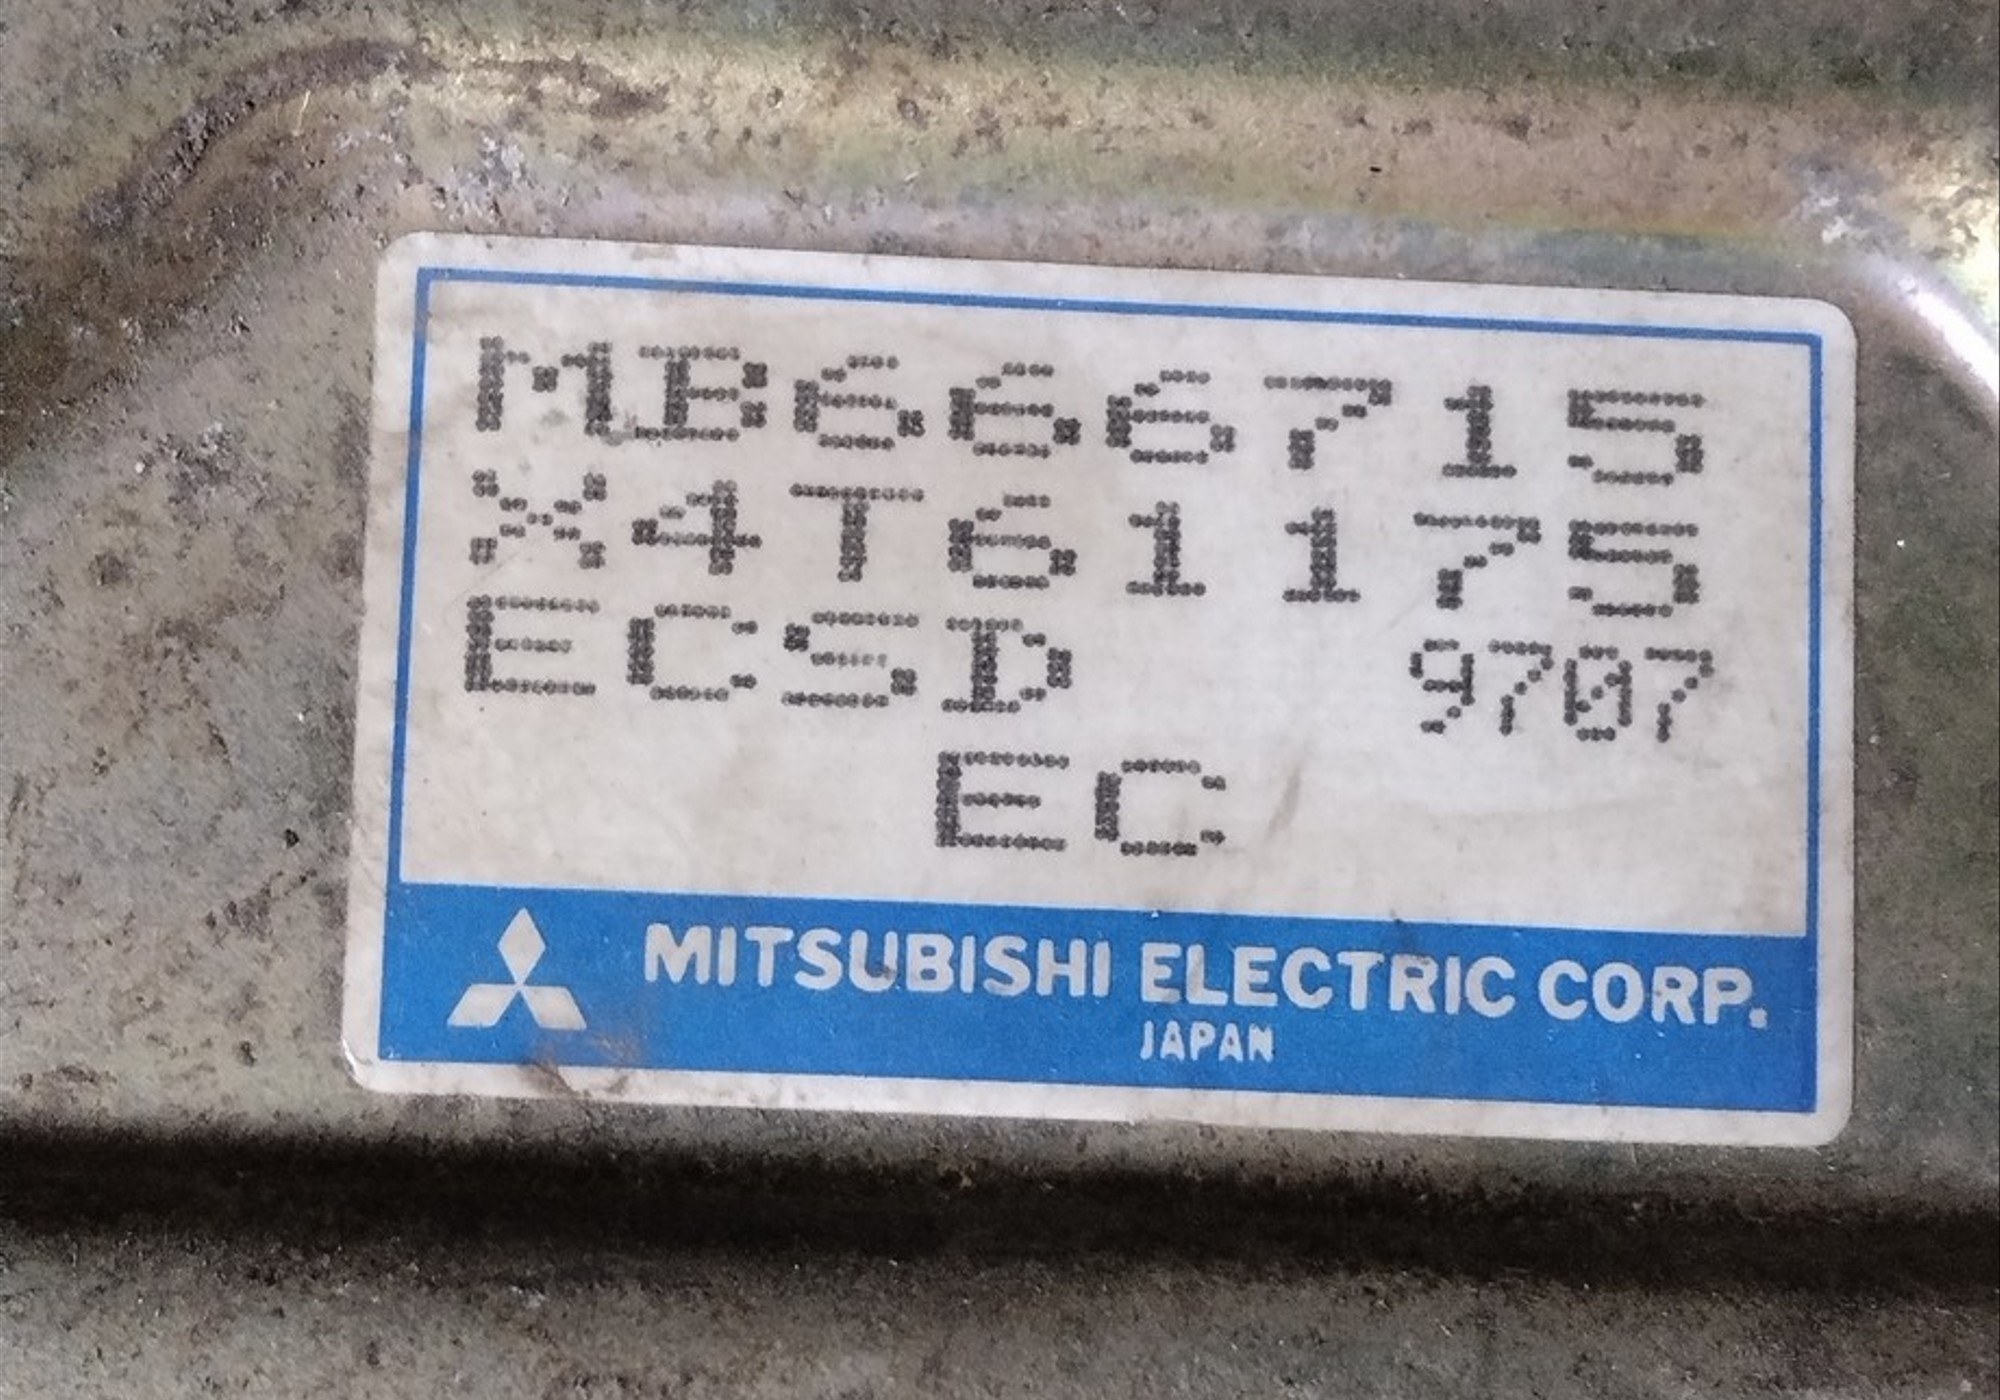 MB666715
X4T61175
ECSD 9707
EC
MITSUBISHI ELECTRIC CORP.
JAPAN